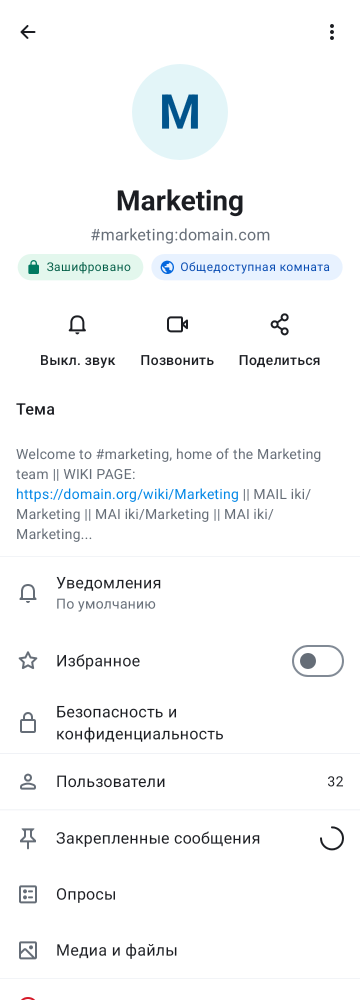 M
Marketing
#marketing:domain.com
Зашифровано
Общедоступная комната
Выкл. звук
Позвонить
Поделиться
Тема
Welcome to #marketing, home of the Marketing
team || WIKI PAGE:
https://domain.org/wiki/Marketing || MAIL iki/
Marketing || MAI iki/Marketing || MAI iki/
Marketing...
Уведомления
По умолчанию
Избранное
Безопасность и
конфиденциальность
Пользователи
32
Закрепленные сообщения
Опросы
Медиа и файлы